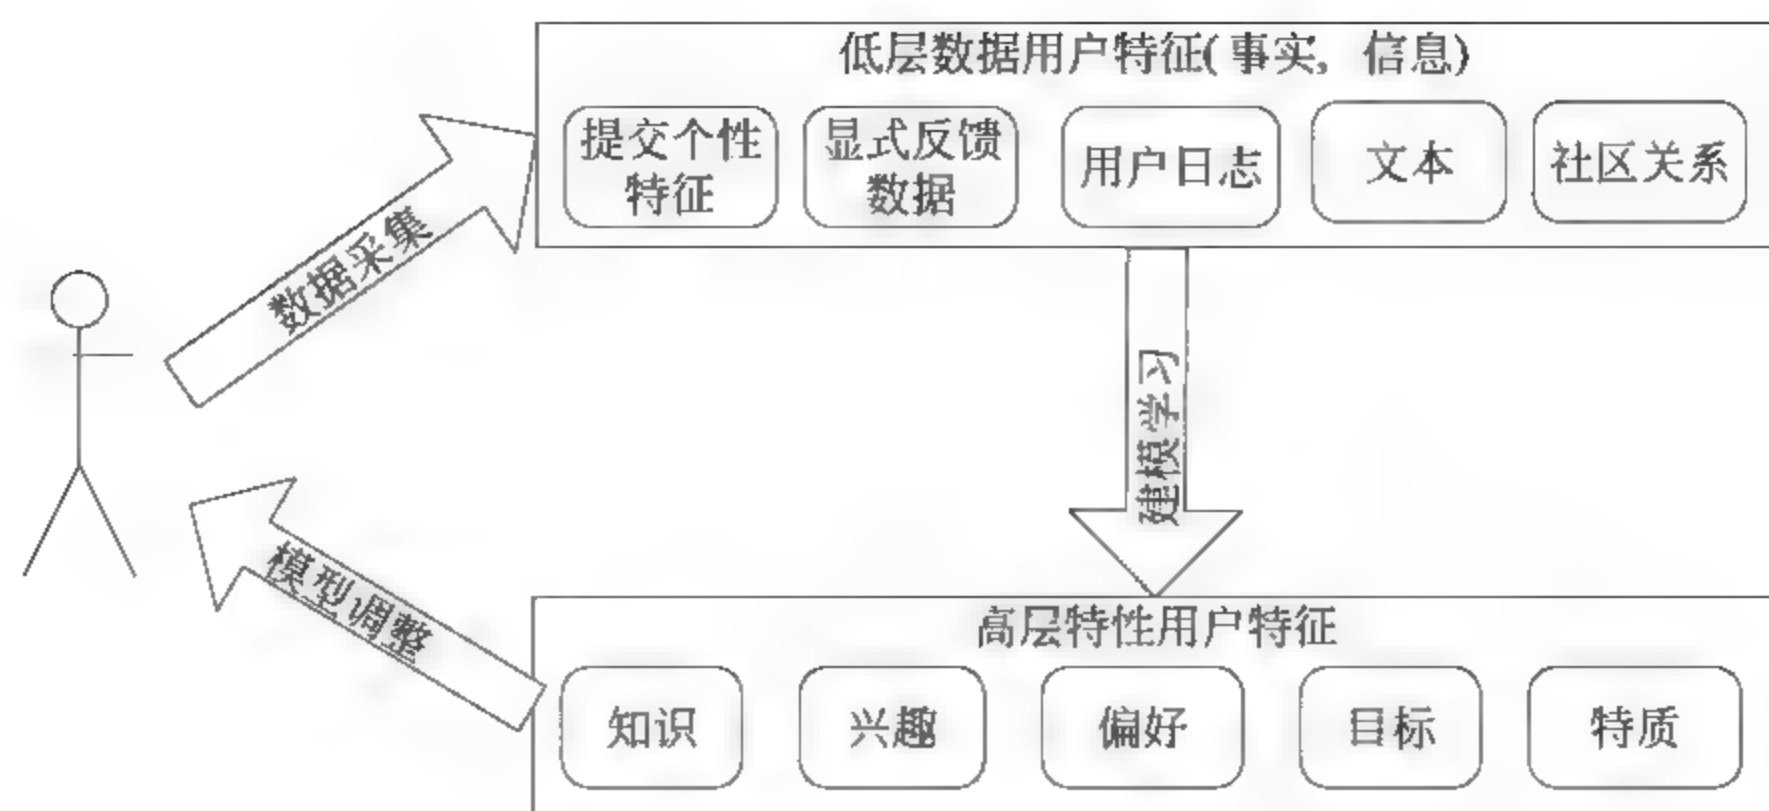 低层数据用户特征(事实, 信息)
提交个性
特征
显式反馈
数据
用户日志
文本
社区关系
数据采集
建模学习
模型调整
高层特性用户特征
知识
兴趣
偏好
目标
特质